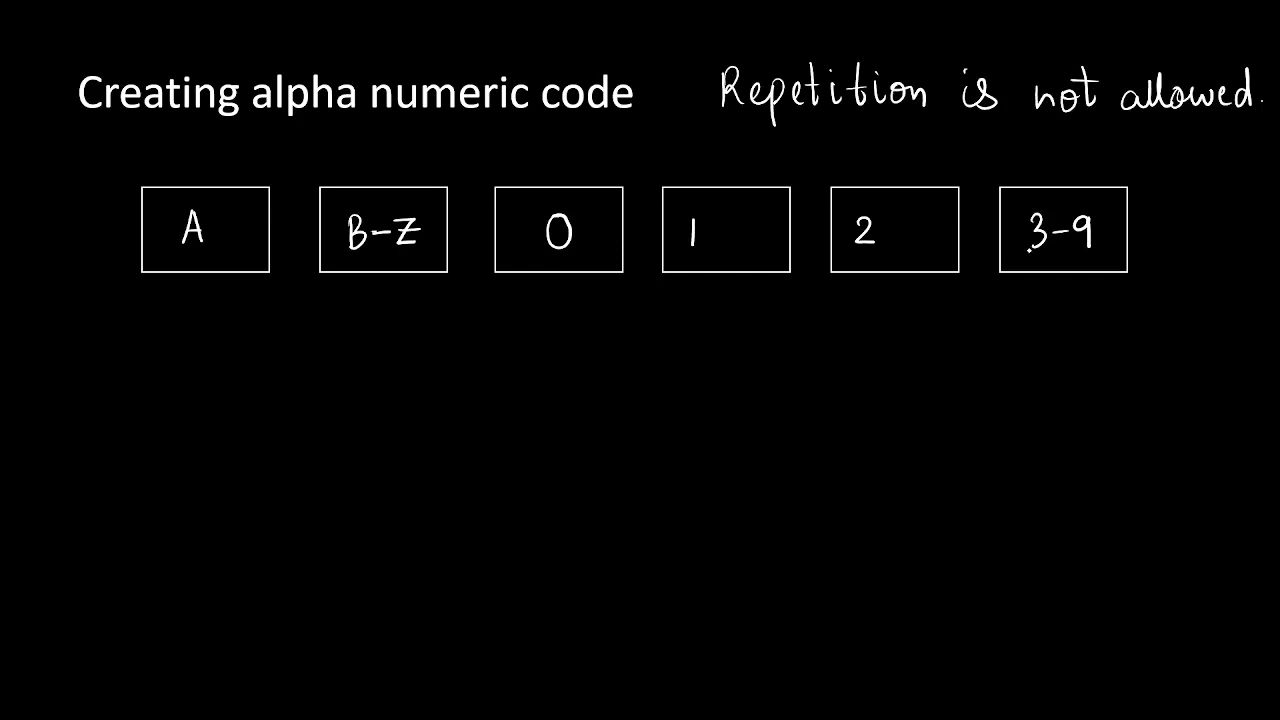 Creating alpha numeric code Repetition is not allowed.
A B-Z 0 1 2 3-9